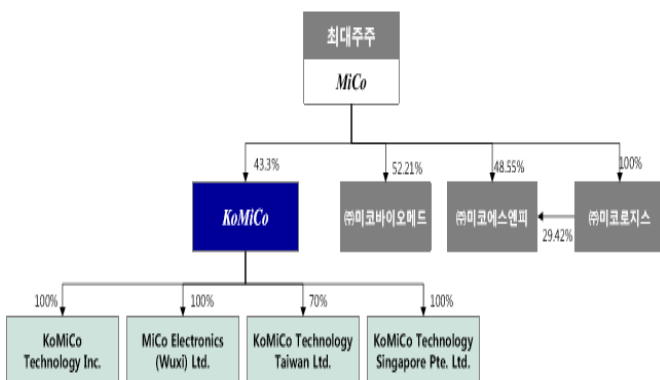 최대주주
MiCo
43.3%
52.21%
48.55%
100%
KoMiCo
㈜미코바이오메드
㈜미코에스엔피
㈜미코로지스
29.42%
100%
100%
70%
100%
KoMiCo
Technology Inc.
MiCo Electronics
(Wuxi) Ltd.
KoMiCo Technology
Taiwan Ltd.
KoMiCo Technology
Singapore Pte. Ltd.